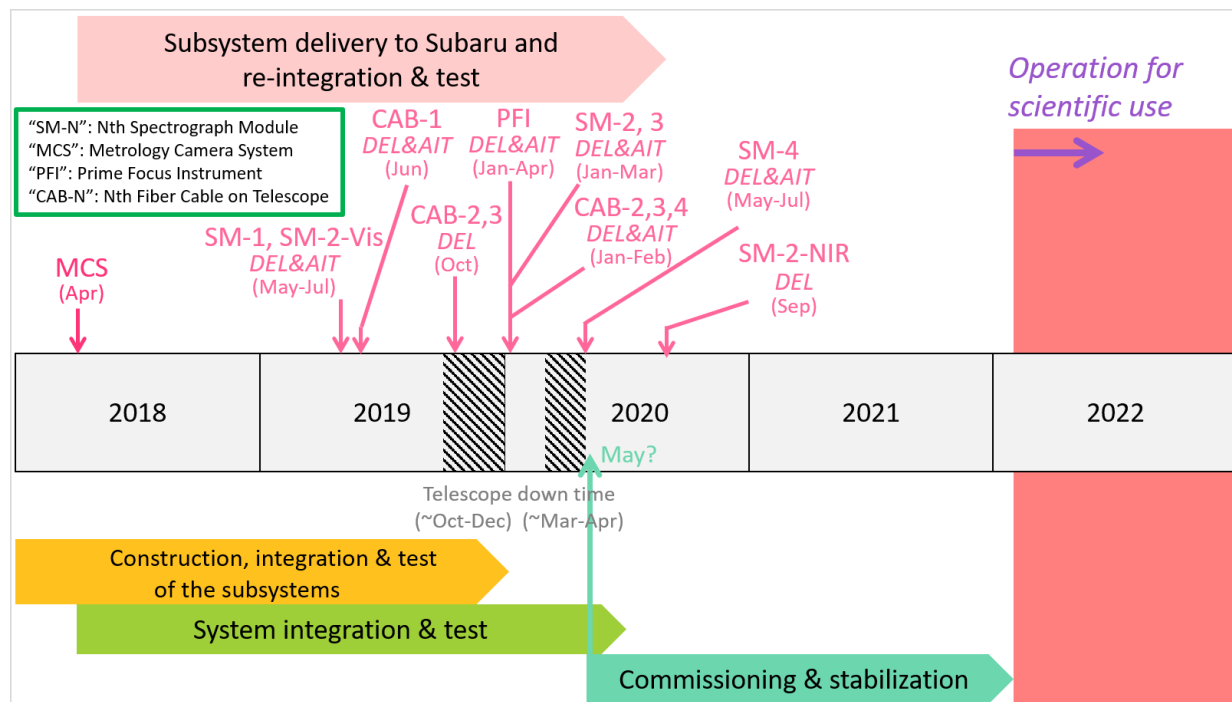 Subsystem delivery to Subaru and
re-integration & test
Operation for
scientific use
“SM-N”: Nth Spectrograph Module
“MCS”: Metrology Camera System
“PFI”: Prime Focus Instrument
“CAB-N”: Nth Fiber Cable on Telescope
CAB-1
DEL&AIT
(Jun)
PFI
DEL&AIT
(Jan-Apr)
SM-2, 3
DEL&AIT
(Jan-Mar)
SM-4
DEL&AIT
(May-Jul)
CAB-2,3
DEL
(Oct)
CAB-2,3,4
DEL&AIT
(Jan-Feb)
SM-1, SM-2-Vis
DEL&AIT
(May-Jul)
SM-2-NIR
DEL
(Sep)
MCS
(Apr)
2018
2019
2020
2021
2022
May?
Telescope down time
(~Oct-Dec) (~Mar-Apr)
Construction, integration & test
of the subsystems
System integration & test
Commissioning & stabilization